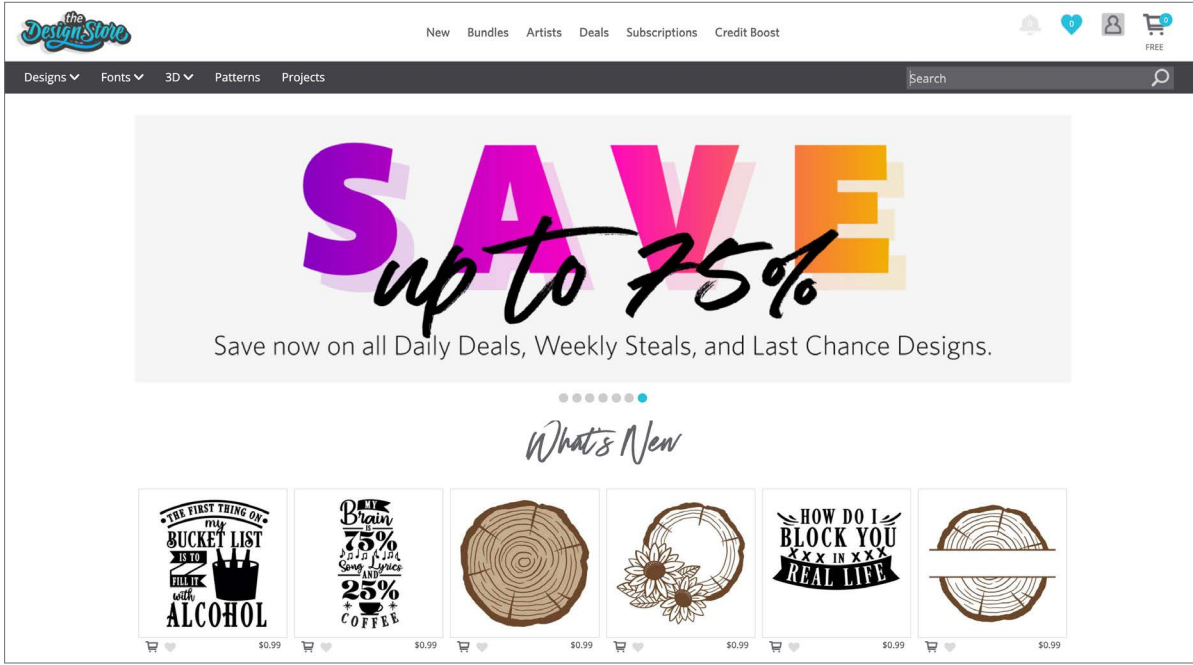 the
Design Store
New Bundles Artists Deals Subscriptions Credit Boost
0
0
0
FREE
Designs Fonts 3D Patterns Projects
Search
SAVE
up to 75%
Save now on all Daily Deals, Weekly Steals, and Last Chance Designs.
What's New
THE FIRST THING ON
my
BUCKET LIST
IS TO
FILL IT
with
ALCOHOL
MY
Brain
IS
75%
Song Lyrics
AND
25%
COFFEE
HOW DO I
BLOCK YOU
XXX IN XXX
REAL LIFE
$0.99 $0.99 $0.99 $0.99 $0.99 $0.99